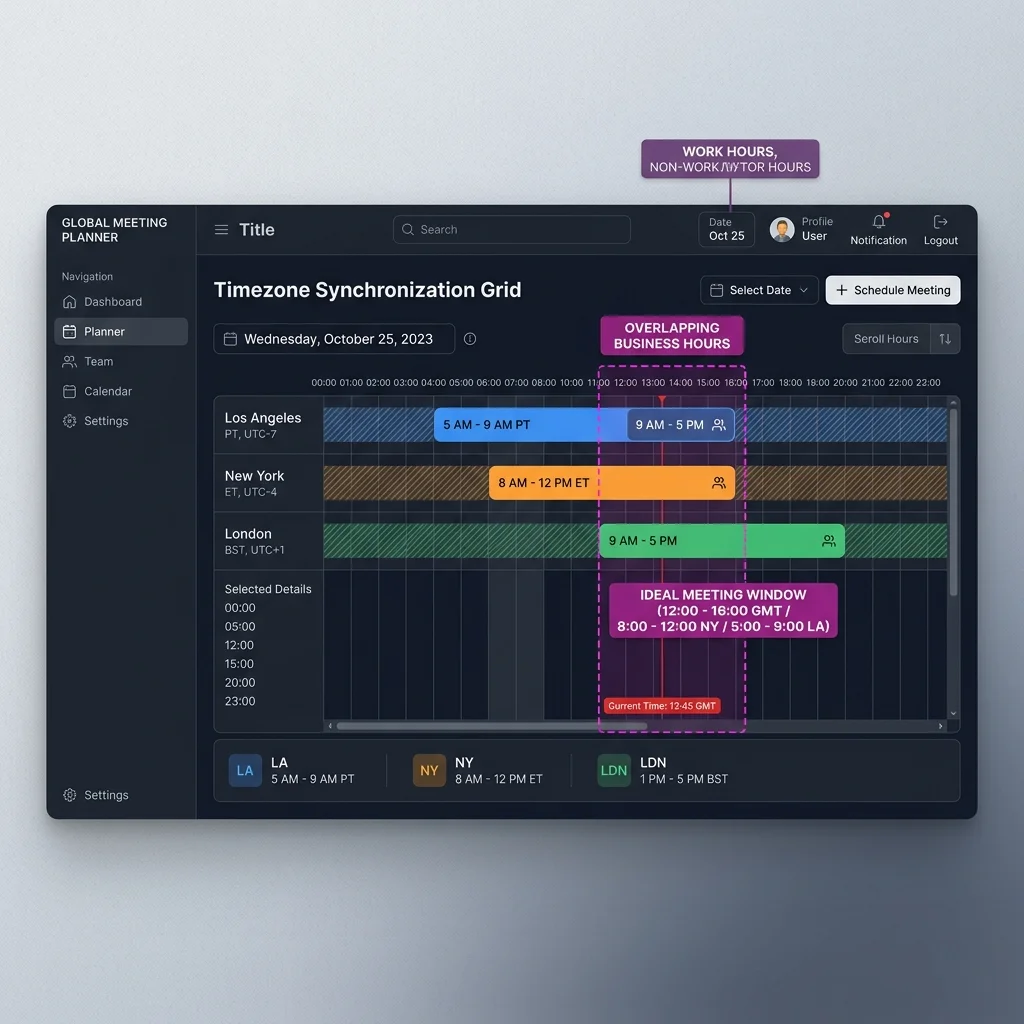 WORK HOURS,
HOURS
GLOBAL MEETING
PLANNER
Title
Search
Date
Oct 25
Profile
User
Notification
Logout
Navigation
Dashboard
Planner
Team
Calendar
Settings
Settings
Timezone Synchronization Grid
Select Date
+ Schedule Meeting
Wednesday, October 25, 2023
OVERLAPPING
BUSINESS HOURS
Seroll Hours
00:00 01:00 02:00 03:00 04:00 05:00 06:00 07:00 08:00 10:00 11:00 12:00 13:00 14:00 15:00 16:00 17:00 18:00 19:00 20:00 21:00 22:00 22:00
Los Angeles
PT, UTC-7
5 AM - 9 AM PT
9 AM - 5 PM
New York
ET, UTC-4
8 AM - 12 PM ET
London
BST, UTC+1
9 AM - 5 PM
Selected Details
00:00
05:00
12:00
15:00
20:00
23:00
IDEAL MEETING WINDOW
(12:00 - 16:00 GMT /
8:00 - 12:00 NY / 5:00 - 9:00 LA)
Gurrent Time: 12:45 GMT
LA
LA
5 AM - 9 AM PT
NY
NY
8 AM - 12 PM ET
LDN
LDN
1 PM - 5 PM BST